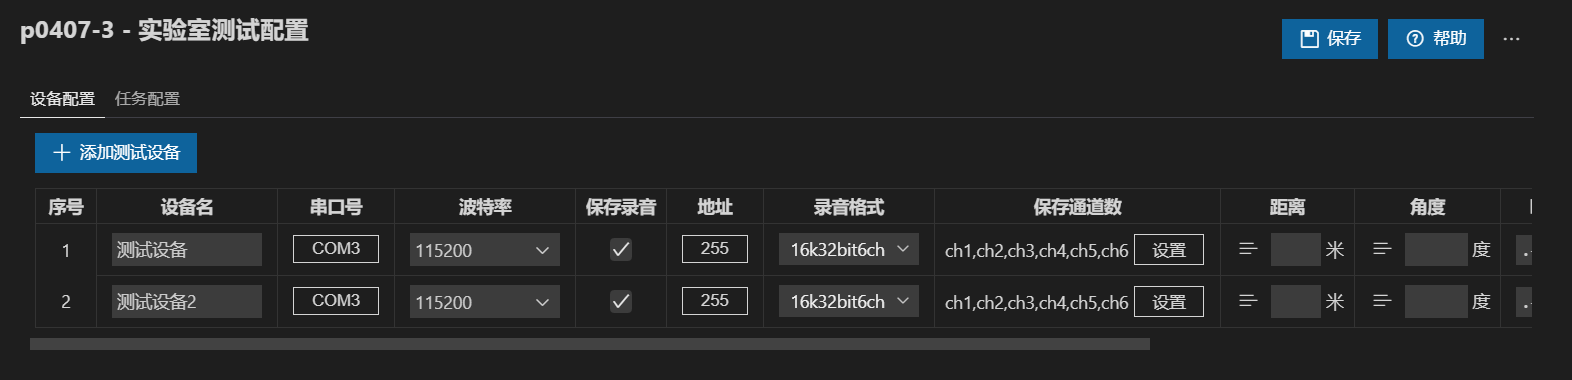 p0407-3 - 实验室测试配置
保存 帮助 ···
设备配置 任务配置
添加测试设备
序号 设备名 串口号 波特率 保存录音 地址 录音格式 保存通道数 距离 角度
1 测试设备 COM3 115200 255 16k32bit6ch ch1,ch2,ch3,ch4,ch5,ch6 设置 米 度
2 测试设备2 COM3 115200 255 16k32bit6ch ch1,ch2,ch3,ch4,ch5,ch6 设置 米 度